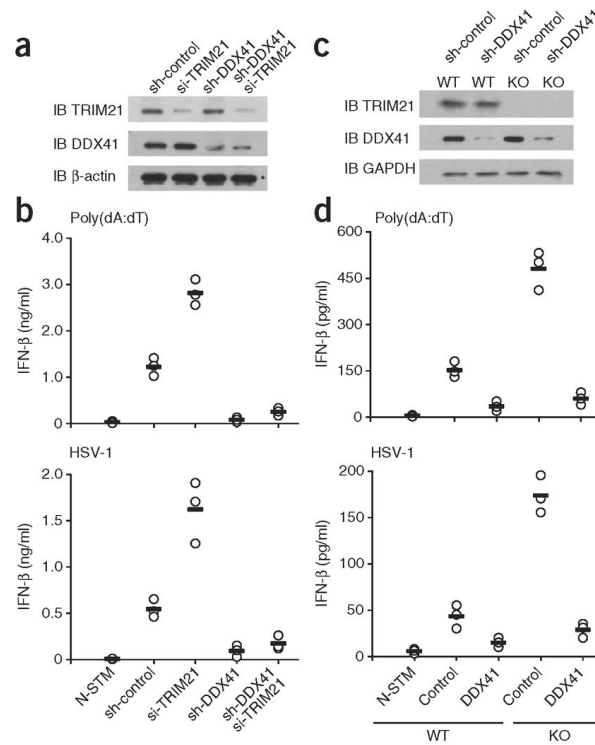 a
sh-control
si-TRIM21
sh-DDX41
sh-DDX41
si-TRIM21
IB TRIM21
IB DDX41
IB β-actin
c
sh-control
sh-DDX41
sh-control
sh-DDX41
WT WT KO KO
IB TRIM21
IB DDX41
IB GAPDH
b
Poly(dA:dT)
IFN-β (ng/ml)
4.0
3.0
2.0
1.0
0
HSV-1
IFN-β (ng/ml)
2.0
1.5
1.0
0.5
0
N-STM
sh-control
si-TRIM21
sh-DDX41
sh-DDX41
si-TRIM21
d
Poly(dA:dT)
IFN-β (pg/ml)
600
450
300
150
0
HSV-1
IFN-β (pg/ml)
200
150
100
50
0
N-STM
Control
DDX41
Control
DDX41
WT KO